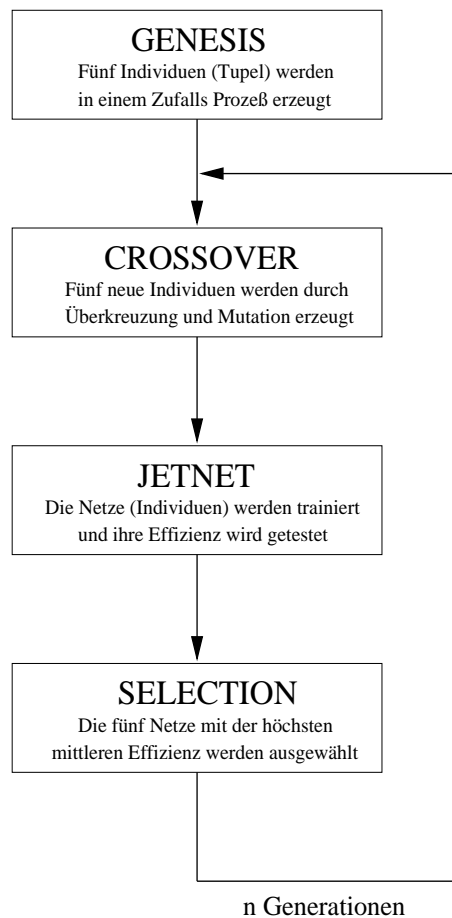 GENESIS
Fünf Individuen (Tupel) werden
in einem Zufalls Prozeß erzeugt
CROSSOVER
Fünf neue Individuen werden durch
Überkreuzung und Mutation erzeugt
JETNET
Die Netze (Individuen) werden trainiert
und ihre Effizienz wird getestet
SELECTION
Die fünf Netze mit der höchsten
mittleren Effizienz werden ausgewählt
n Generationen